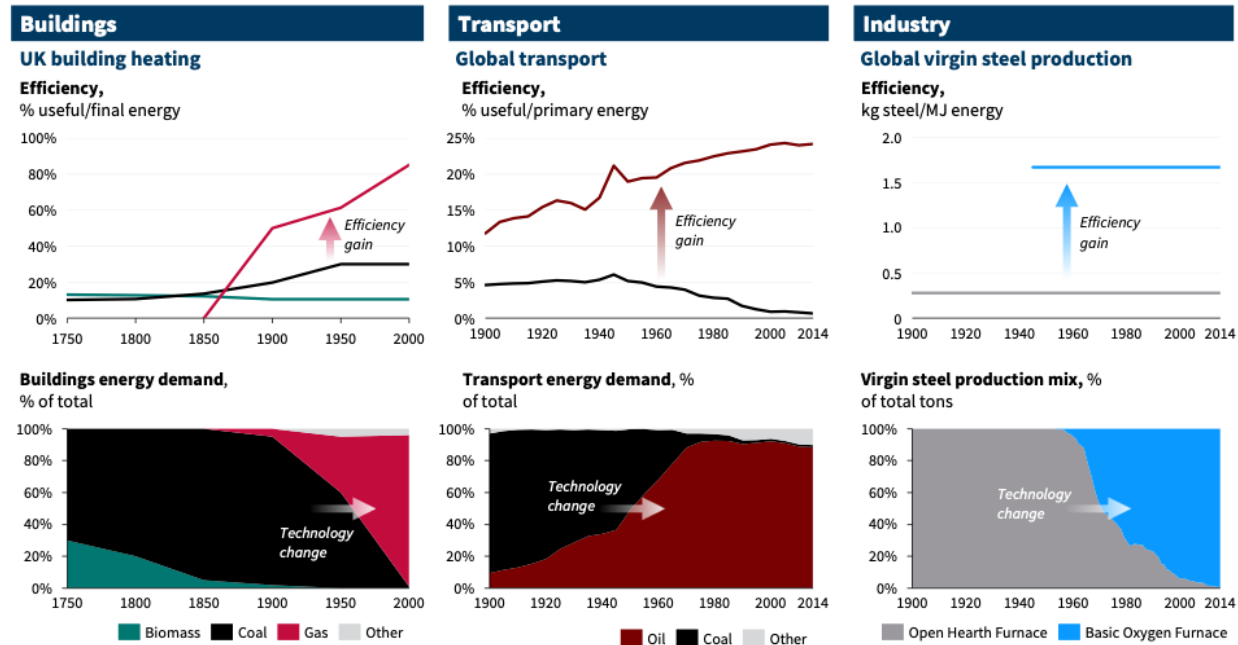 Buildings
UK building heating
Efficiency,
% useful/final energy
100%
80%
60%
40%
20%
0%
Efficiency
gain
1750 1800 1850 1900 1950 2000
Buildings energy demand,
% of total
100%
80%
60%
40%
20%
0%
Technology
change
1750 1800 1850 1900 1950 2000
Biomass Coal Gas Other
Transport
Global transport
Efficiency,
% useful/primary energy
25%
20%
15%
10%
5%
0%
Efficiency
gain
1900 1920 1940 1960 1980 2000 2014
Transport energy demand, %
of total
100%
80%
60%
40%
20%
0%
Technology
change
1900 1920 1940 1960 1980 2000 2014
Oil Coal Other
Industry
Global virgin steel production
Efficiency,
kg steel/MJ energy
2.0
1.5
1.0
0.5
0
Efficiency
gain
1900 1920 1940 1960 1980 2000 2014
Virgin steel production mix, %
of total tons
100%
80%
60%
40%
20%
0%
Technology
change
1900 1920 1940 1960 1980 2000 2014
Open Hearth Furnace Basic Oxygen Furnace